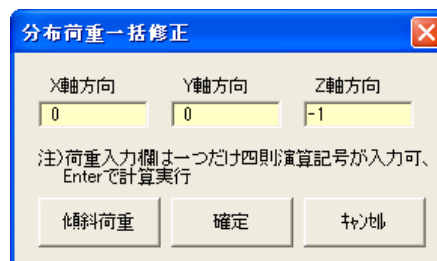 分布荷重一括修正
X軸方向 Y軸方向 Z軸方向
0 0 -1
注)荷重入力欄は一つだけ四則演算記号が入力可、
Enterで計算実行
傾斜荷重 確定 ｷｬﾝｾﾙ